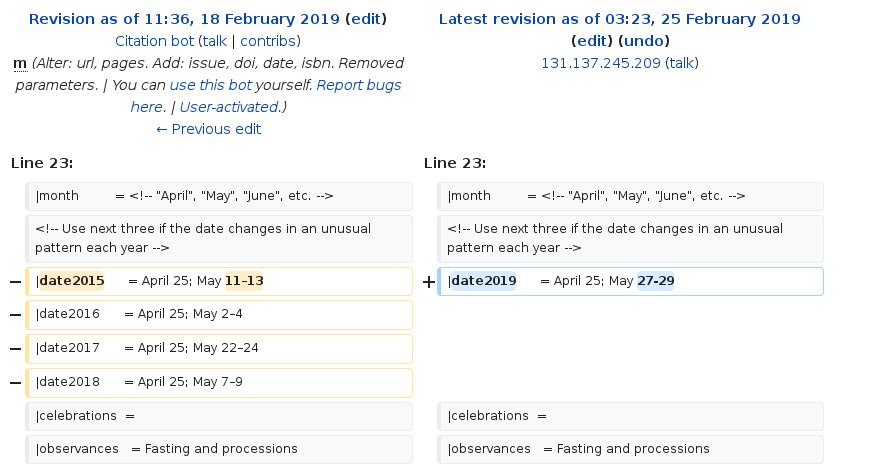 Revision as of 11:36, 18 February 2019 (edit)
Citation bot (talk | contribs)
m (Alter: url, pages. Add: issue, doi, date, isbn. Removed
parameters. | You can use this bot yourself. Report bugs
here. | User-activated.)
← Previous edit
Latest revision as of 03:23, 25 February 2019
(edit) (undo)
131.137.245.209 (talk)
Line 23:
Line 23:
|month = <!-- "April", "May", "June", etc. -->
|month = <!-- "April", "May", "June", etc. -->
<!-- Use next three if the date changes in an unusual
pattern each year -->
<!-- Use next three if the date changes in an unusual
pattern each year -->
− |date2015 = April 25; May 11–13
+ |date2019 = April 25; May 27-29
− |date2016 = April 25; May 2–4
− |date2017 = April 25; May 22–24
− |date2018 = April 25; May 7–9
|celebrations =
|celebrations =
|observances = Fasting and processions
|observances = Fasting and processions